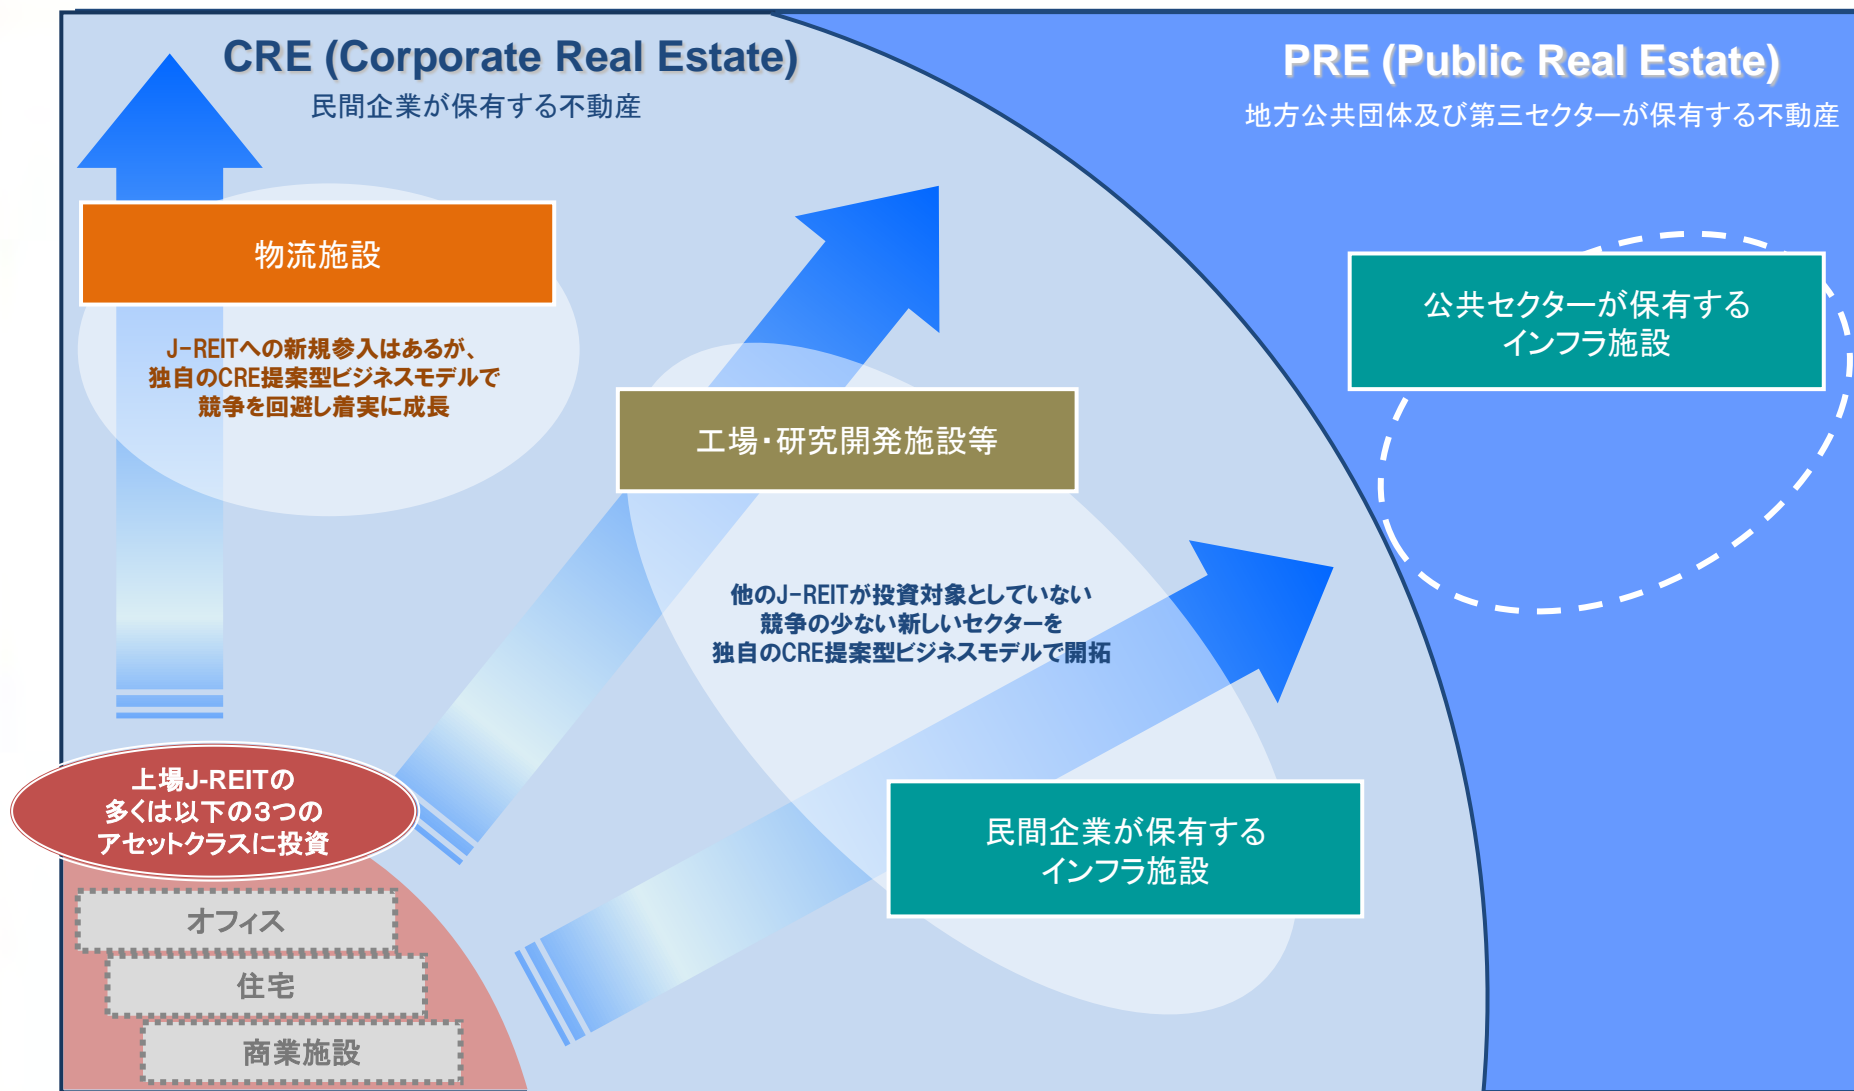 CRE (Corporate Real Estate)
民間企業が保有する不動産
PRE (Public Real Estate)
地方公共団体及び第三セクターが保有する不動産
物流施設
J-REITへの新規参入はあるが、
独自のCRE提案型ビジネスモデルで
競争を回避し着実に成長
公共セクターが保有する
インフラ施設
工場・研究開発施設等
他のJ-REITが投資対象としていない
競争の少ない新しいセクターを
独自のCRE提案型ビジネスモデルで開拓
民間企業が保有する
インフラ施設
上場J-REITの
多くは以下の3つの
アセットクラスに投資
オフィス
住宅
商業施設